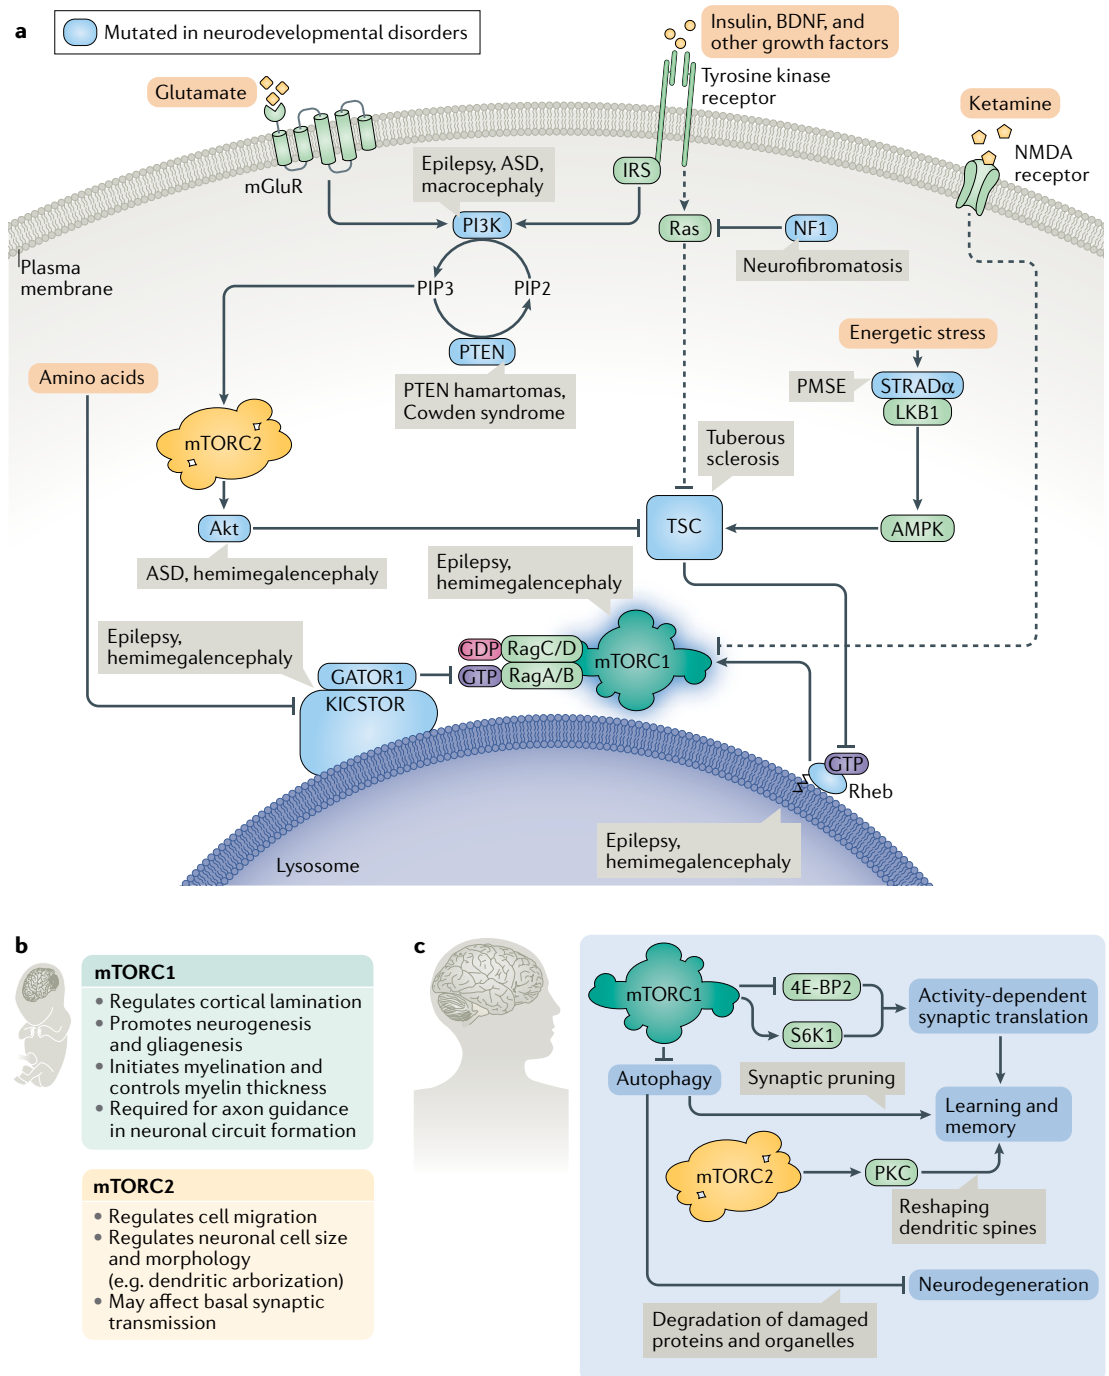 a
Mutated in neurodevelopmental disorders
Insulin, BDNF, and
other growth factors
Glutamate
Tyrosine kinase
receptor
Ketamine
mGluR
Epilepsy, ASD,
macrocephaly
IRS
NMDA
receptor
PI3K
Ras
NF1
Neurofibromatosis
Plasma
membrane
PIP3
PIP2
PTEN
PTEN hamartomas,
Cowden syndrome
Energetic stress
Amino acids
PMSE
STRADα
LKB1
mTORC2
Tuberous
sclerosis
Akt
TSC
AMPK
ASD, hemimegalencephaly
Epilepsy,
hemimegalencephaly
Epilepsy,
hemimegalencephaly
GDP
RagC/D
GTP
RagA/B
mTORC1
GATOR1
KICSTOR
GTP
Rheb
Epilepsy,
hemimegalencephaly
Lysosome
b
mTORC1
• Regulates cortical lamination
• Promotes neurogenesis
and gliagenesis
• Initiates myelination and
controls myelin thickness
• Required for axon guidance
in neuronal circuit formation
mTORC2
• Regulates cell migration
• Regulates neuronal cell size
and morphology
(e.g. dendritic arborization)
• May affect basal synaptic
transmission
c
mTORC1
4E-BP2
S6K1
Activity-dependent
synaptic translation
Autophagy
Synaptic pruning
Learning and
memory
mTORC2
PKC
Reshaping
dendritic spines
Neurodegeneration
Degradation of damaged
proteins and organelles